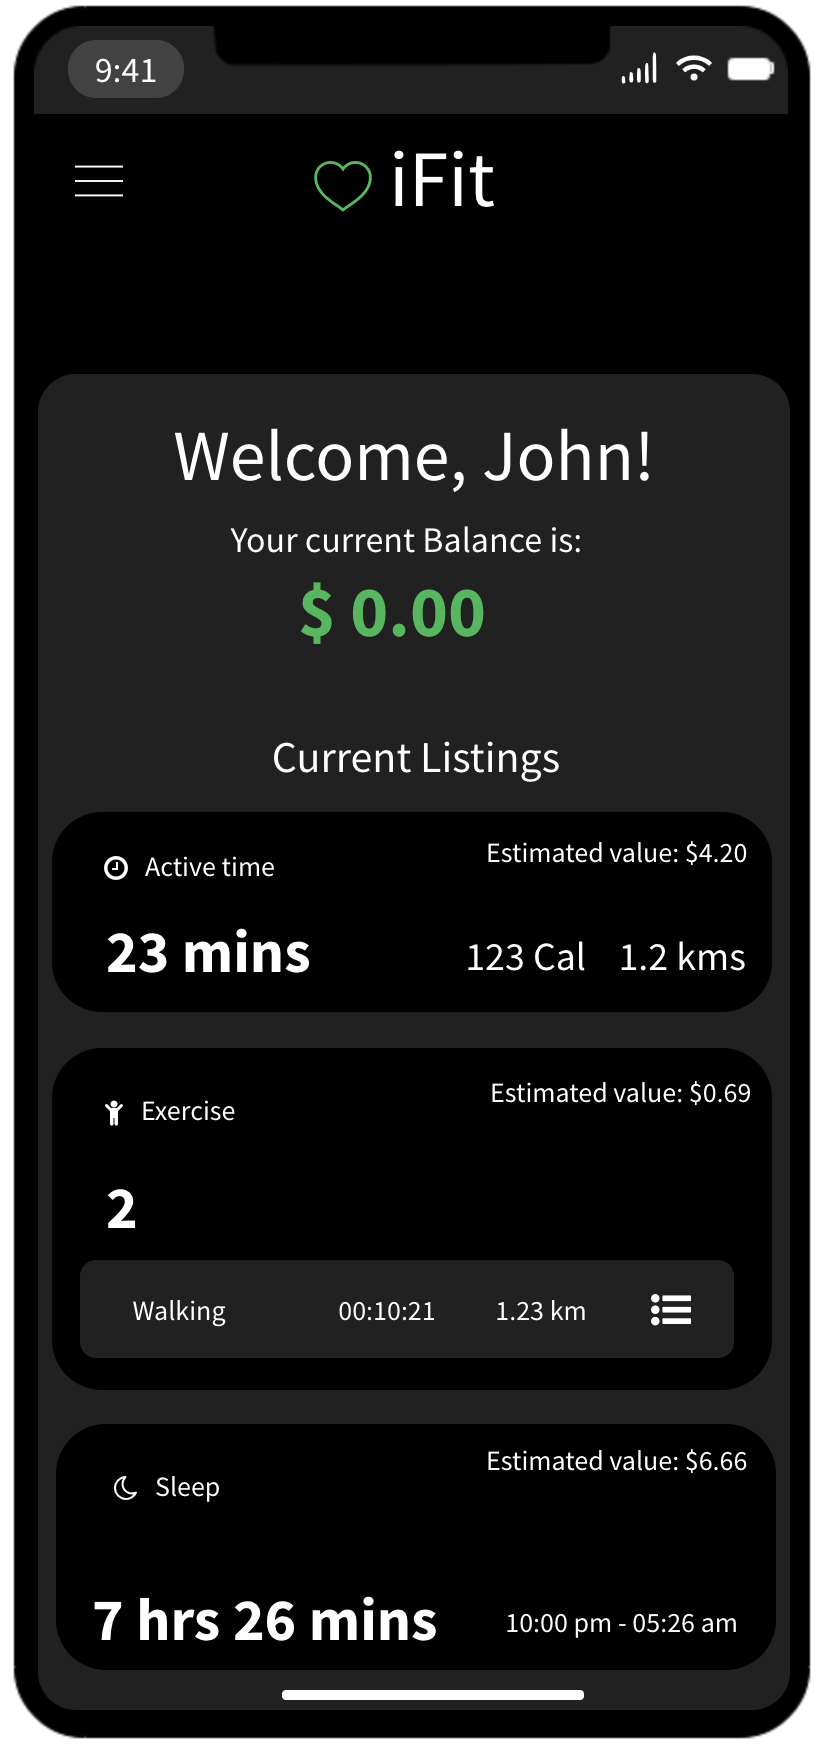 9:41
iFit
Welcome, John!
Your current Balance is:
$ 0.00
Current Listings
Active time
Estimated value: $4.20
23 mins
123 Cal
1.2 kms
Exercise
Estimated value: $0.69
2
Walking 00:10:21 1.23 km
Sleep
Estimated value: $6.66
7 hrs 26 mins
10:00 pm - 05:26 am